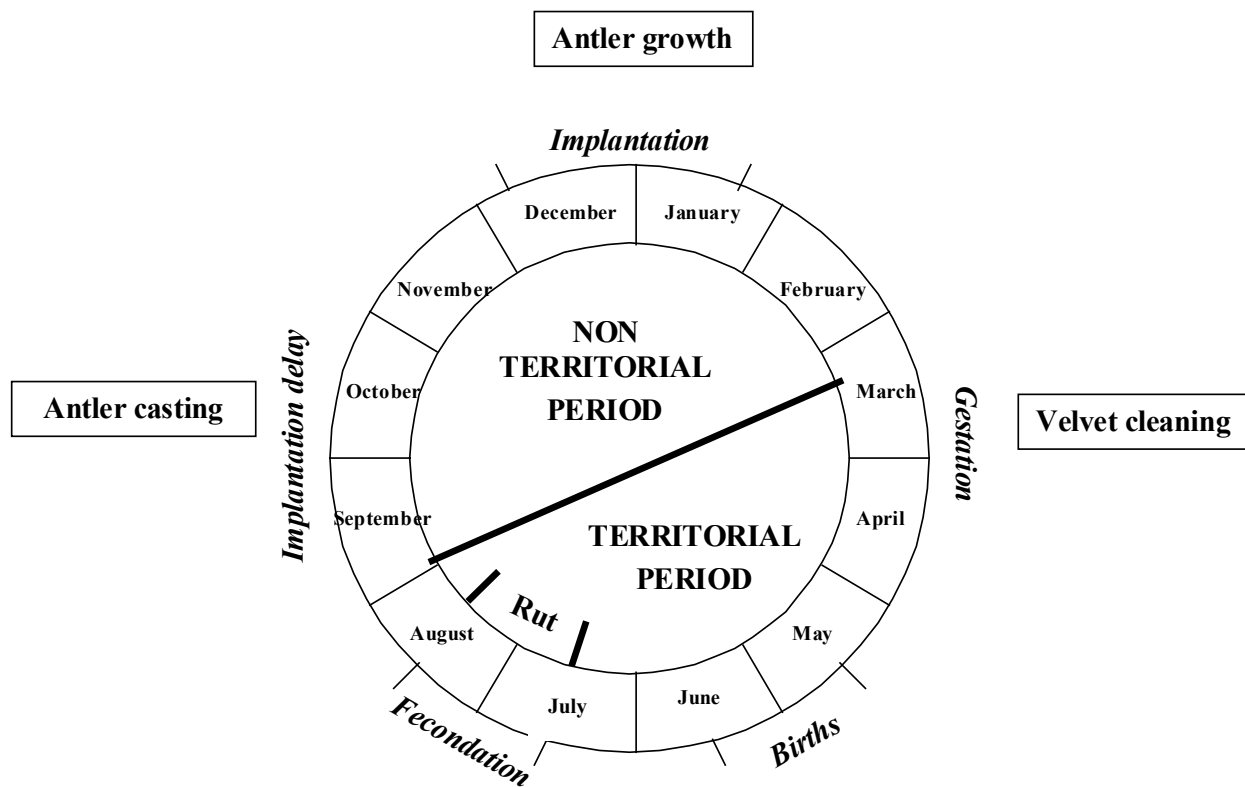 Antler growth
Implantation
December
January
November
February
NON
TERRITORIAL
PERIOD
Implantation delay
October
March
Gestation
Antler casting
Velvet cleaning
September
April
TERRITORIAL
PERIOD
Rut
August
May
July
June
Fecondation
Births